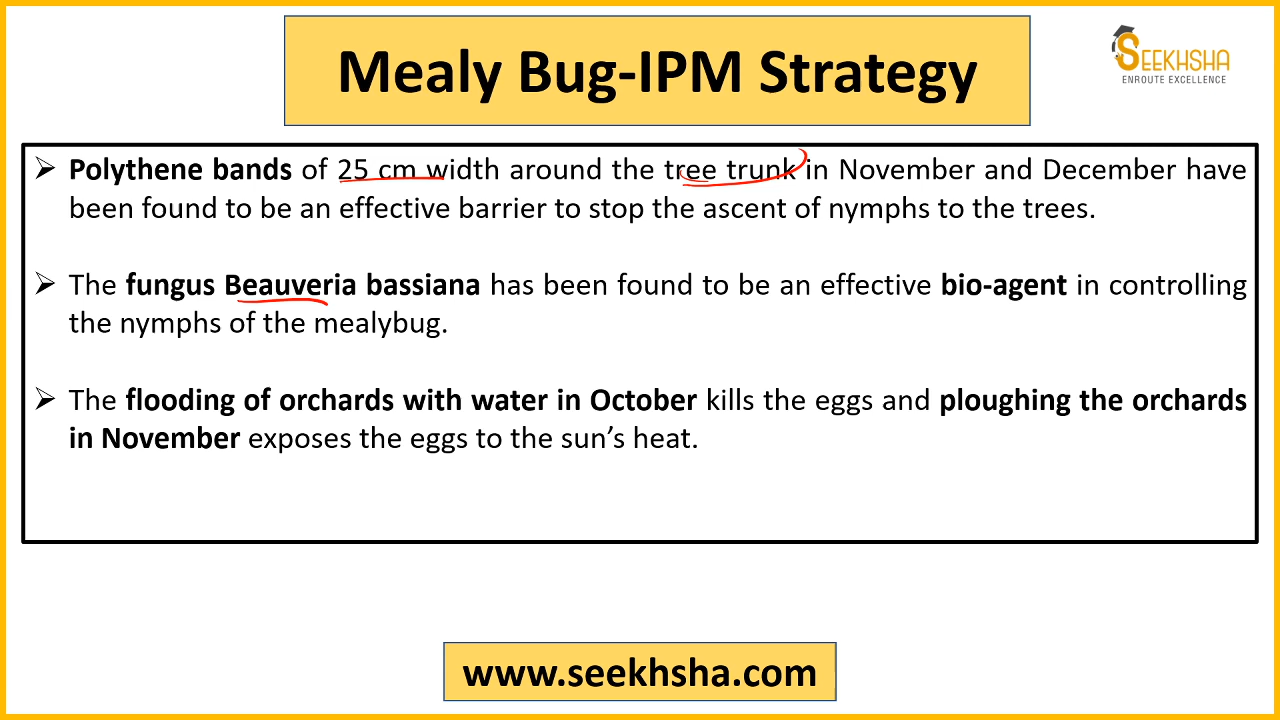 Mealy Bug-IPM Strategy
SEEKHSHA
ENROUTE EXCELLENCE
➢ Polythene bands of 25 cm width around the tree trunk in November and December have
been found to be an effective barrier to stop the ascent of nymphs to the trees.
➢ The fungus Beauveria bassiana has been found to be an effective bio-agent in controlling
the nymphs of the mealybug.
➢ The flooding of orchards with water in October kills the eggs and ploughing the orchards
in November exposes the eggs to the sun’s heat.
www.seekhsha.com